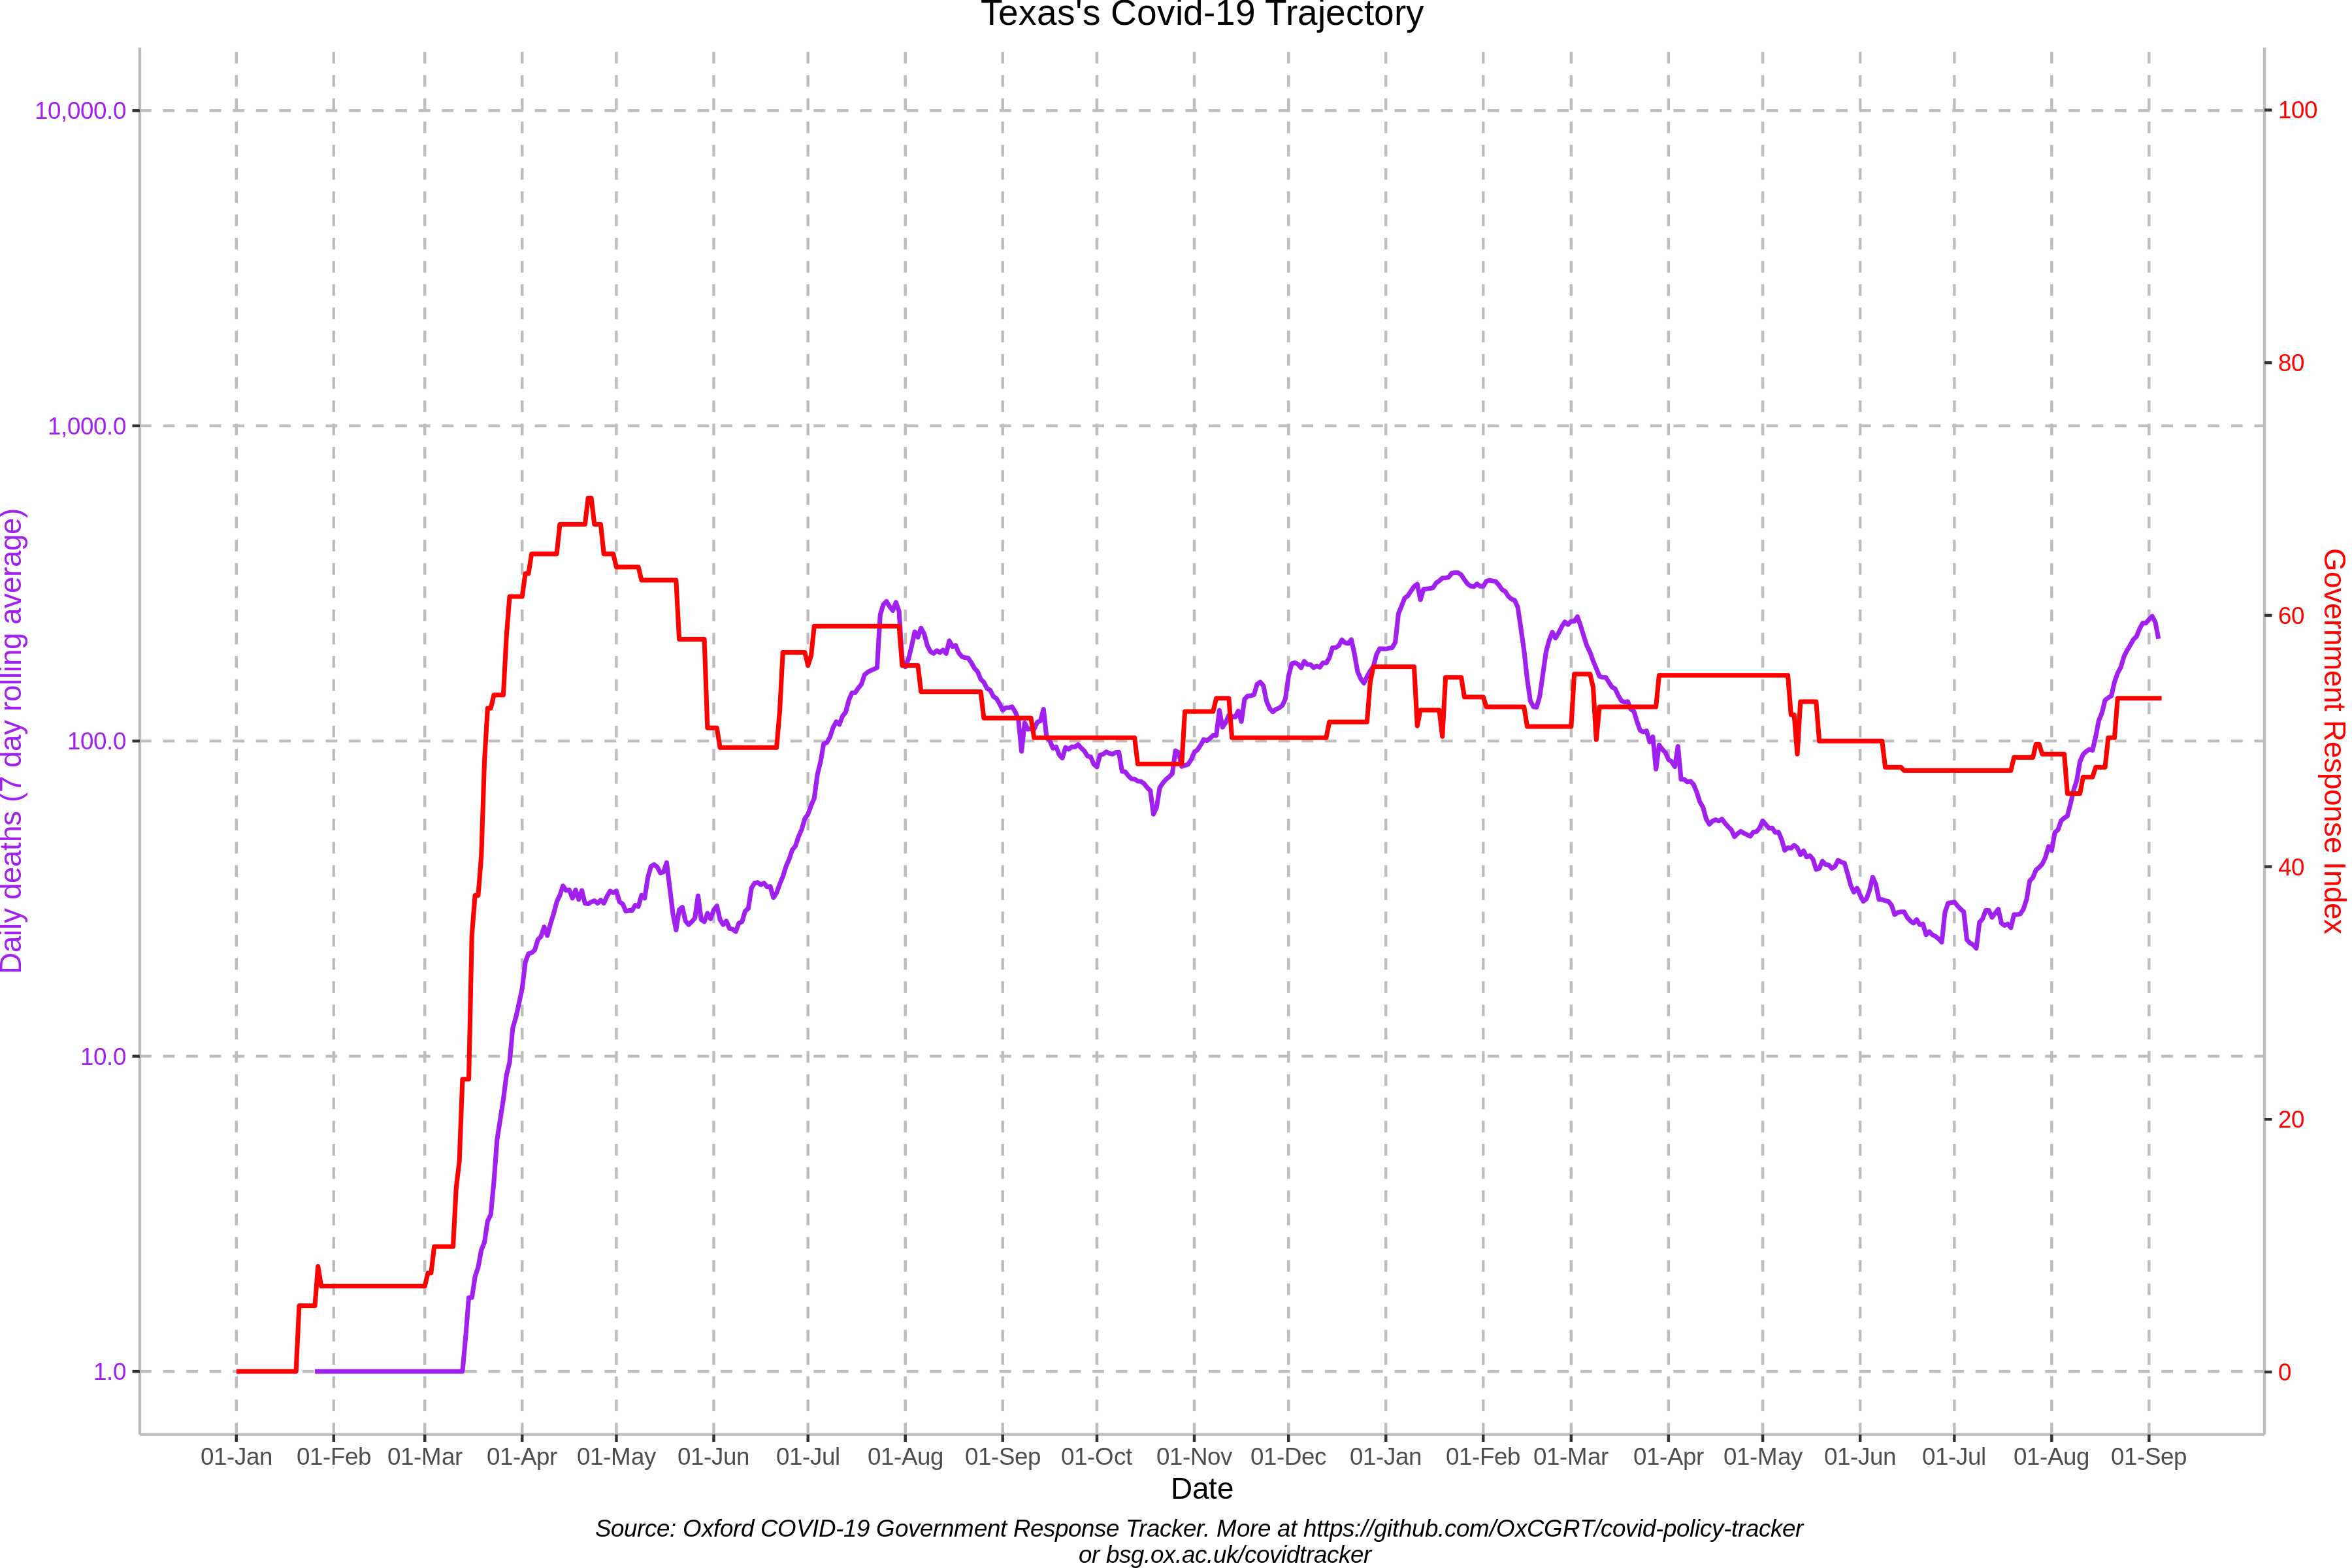 Texas's Covid-19 Trajectory
10,000.0
1,000.0
100.0
10.0
1.0
Daily deaths (7 day rolling average)
100
80
60
40
20
0
Government Response Index
01-Jan 01-Feb 01-Mar 01-Apr 01-May 01-Jun 01-Jul 01-Aug 01-Sep 01-Oct 01-Nov 01-Dec 01-Jan 01-Feb 01-Mar 01-Apr 01-May 01-Jun 01-Jul 01-Aug 01-Sep
Date
Source: Oxford COVID-19 Government Response Tracker. More at https://github.com/OxCGRT/covid-policy-tracker
or bsg.ox.ac.uk/covidtracker